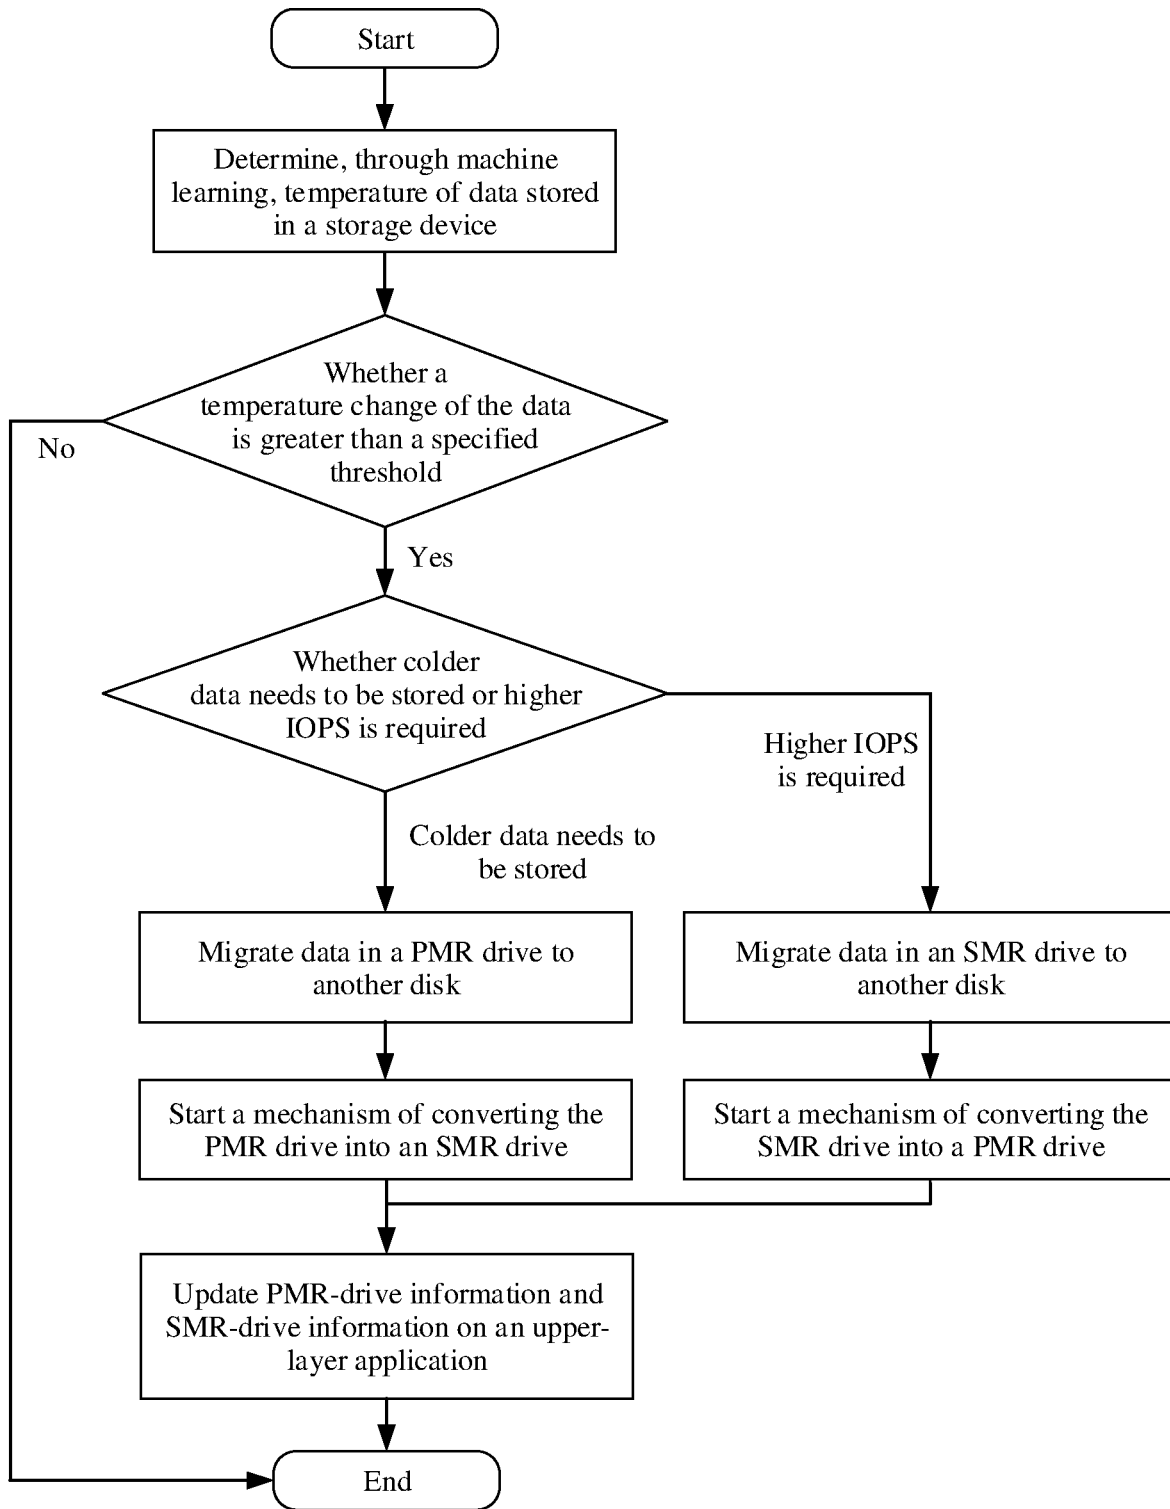 Start
Determine, through machine
learning, temperature of data stored
in a storage device
Whether a
temperature change of the data
is greater than a specified
threshold
No
Yes
Whether colder
data needs to be stored or higher
IOPS is required
Higher IOPS
is required
Colder data needs to
be stored
Migrate data in a PMR drive to
another disk
Migrate data in an SMR drive to
another disk
Start a mechanism of converting the
PMR drive into an SMR drive
Start a mechanism of converting the
SMR drive into a PMR drive
Update PMR-drive information and
SMR-drive information on an upper-
layer application
End